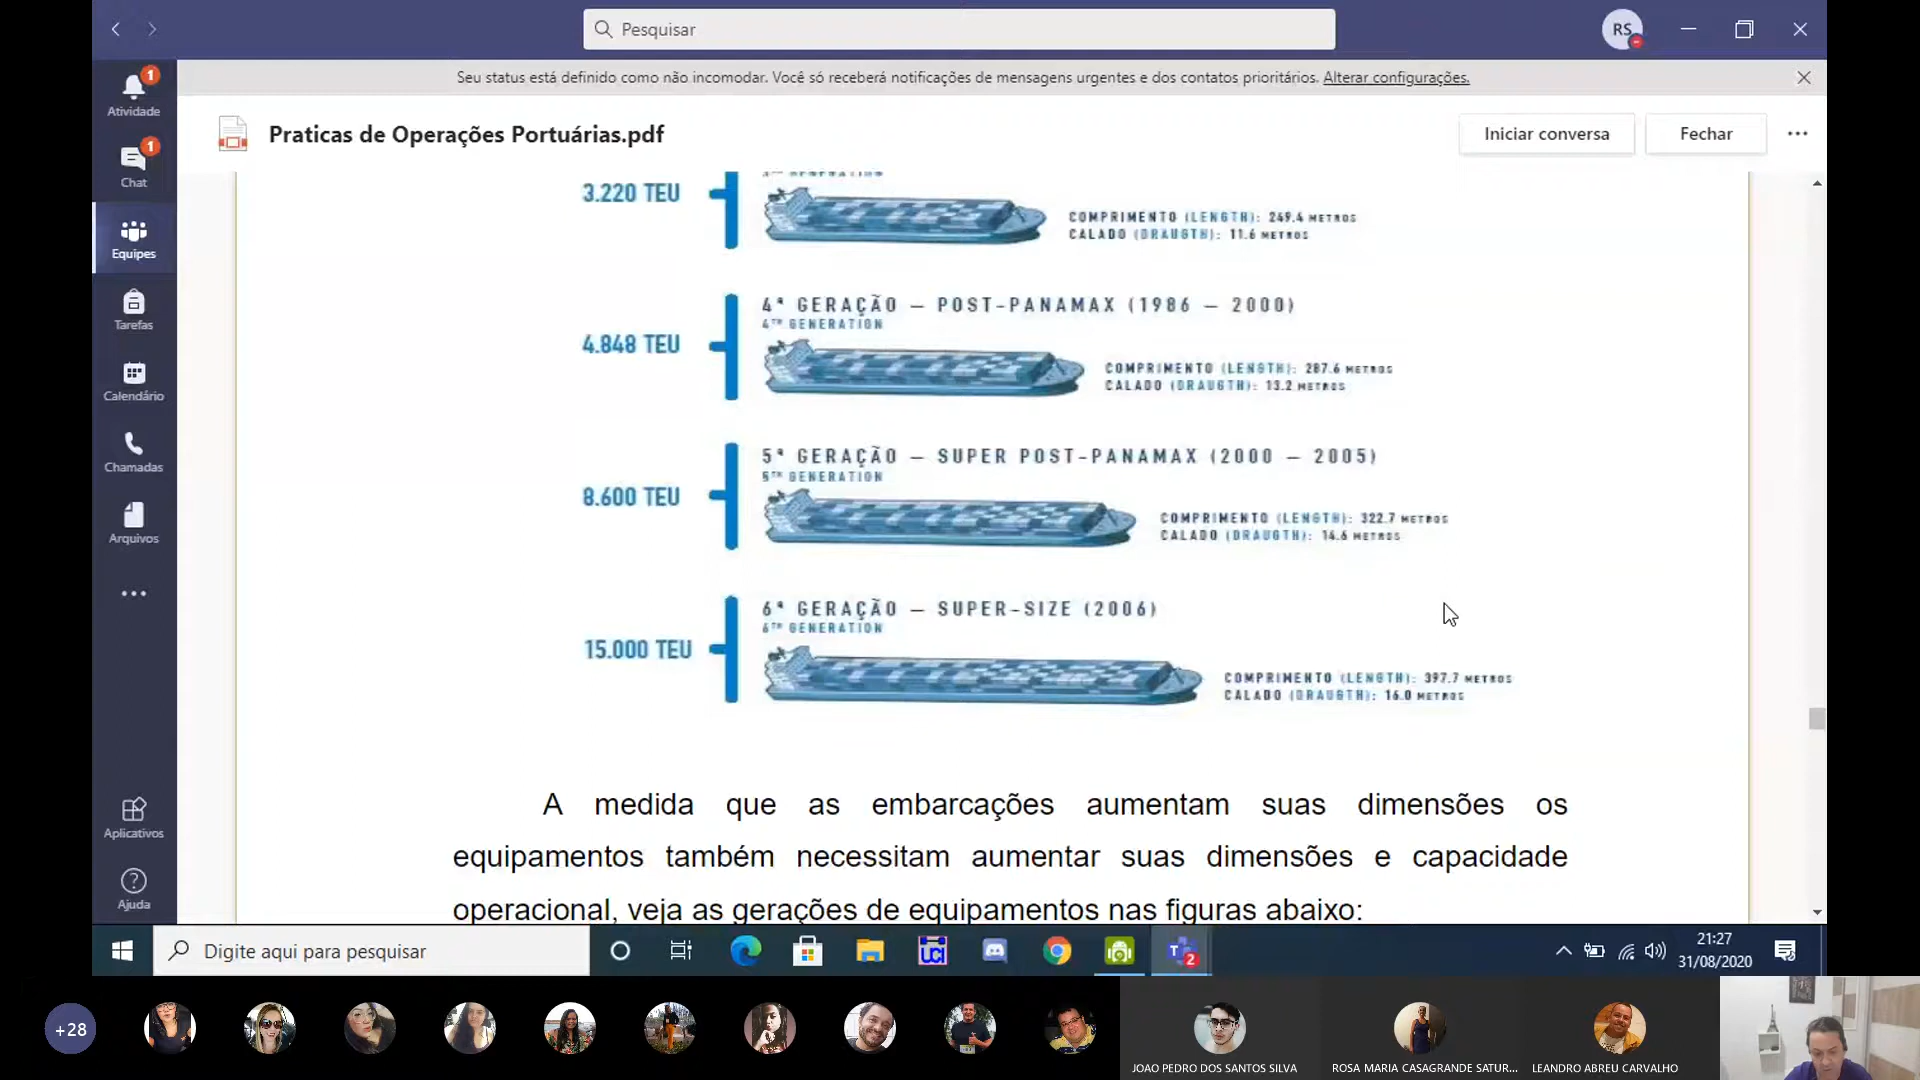 Pesquisar
RS
Seu status está definido como não incomodar. Você só receberá notificações de mensagens urgentes e dos contatos prioritários. Alterar configurações.
Atividade
1
Chat
1
Equipes
Tarefas
Calendário
Chamadas
Arquivos
Aplicativos
Ajuda
Praticas de Operações Portuárias.pdf
Iniciar conversa
Fechar
3.220 TEU
COMPRIMENTO (LENGTH): 249.4 METROS
CALADO (DRAUGTH): 11.6 METROS
4ª GERAÇÃO — POST-PANAMAX (1986 — 2000)
4TH GENERATION
4.848 TEU
COMPRIMENTO (LENGTH): 287.6 METROS
CALADO (DRAUGTH): 13.2 METROS
5ª GERAÇÃO — SUPER POST-PANAMAX (2000 — 2005)
5TH GENERATION
8.600 TEU
COMPRIMENTO (LENGTH): 322.7 METROS
CALADO (DRAUGTH): 14.6 METROS
6ª GERAÇÃO — SUPER-SIZE (2006)
6TH GENERATION
15.000 TEU
COMPRIMENTO (LENGTH): 397.7 METROS
CALADO (DRAUGTH): 16.0 METROS
A medida que as embarcações aumentam suas dimensões os
equipamentos também necessitam aumentar suas dimensões e capacidade
operacional, veja as gerações de equipamentos nas figuras abaixo:
Digite aqui para pesquisar
UCI
T
2
21:27
31/08/2020
+28
JOAO PEDRO DOS SANTOS SILVA
ROSA MARIA CASAGRANDE SATUR...
LEANDRO ABREU CARVALHO